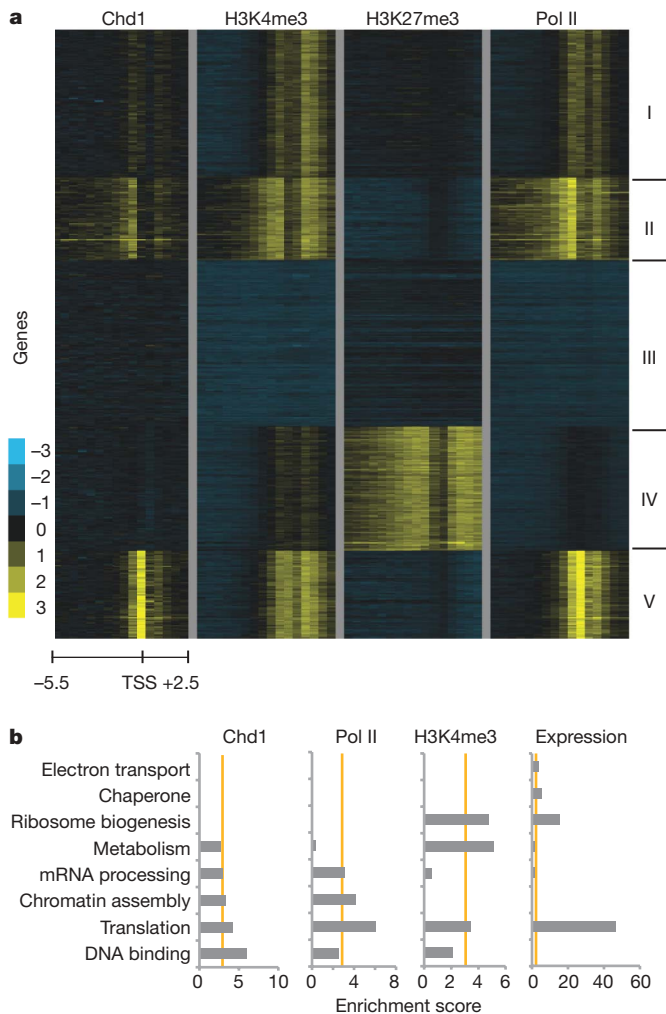 a
Chd1 H3K4me3 H3K27me3 Pol II
I
II
III
IV
V
Genes
–3
–2
–1
0
1
2
3
–5.5 TSS +2.5
b
Chd1 Pol II H3K4me3 Expression
Electron transport
Chaperone
Ribosome biogenesis
Metabolism
mRNA processing
Chromatin assembly
Translation
DNA binding
0 5 10 0 4 8 0 2 4 6 0 20 40 60
Enrichment score